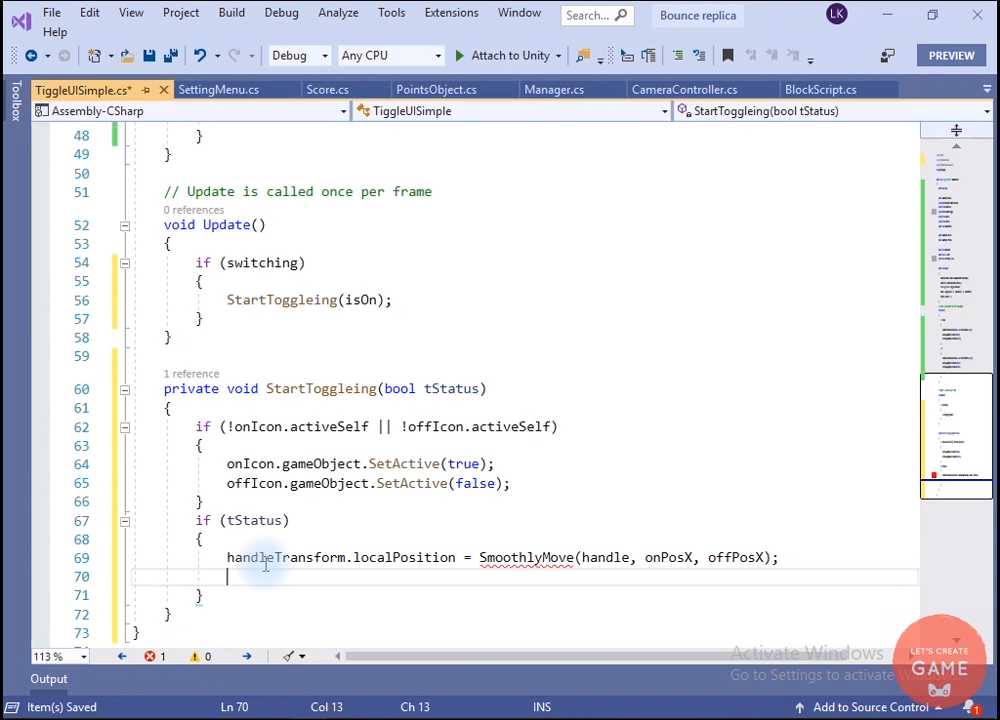 File Edit View Project Build Debug Analyze Tools Extensions Window Search... Bounce replica LK
Help
Debug Any CPU Attach to Unity PREVIEW
Toolbox
TiggleUISimple.cs* SettingMenu.cs Score.cs PointsObject.cs Manager.cs CameraController.cs BlockScript.cs
Assembly-CSharp TiggleUISimple StartToggleing(bool tStatus)
48 }
49 }
50
51 // Update is called once per frame
0 references
52 void Update()
53 {
54 if (switching)
55 {
56 StartToggleing(isOn);
57 }
58 }
59
1 reference
60 private void StartToggleing(bool tStatus)
61 {
62 if (!onIcon.activeSelf || !offIcon.activeSelf)
63 {
64 onIcon.gameObject.SetActive(true);
65 offIcon.gameObject.SetActive(false);
66 }
67 if (tStatus)
68 {
69 handleTransform.localPosition = SmoothlyMove(handle, onPosX, offPosX);
70
71 }
72 }
73 }
113 % 1 0
Activate Windows
Go to Settings to activate Windows.
LET'S CREATE
GAME
Output
Item(s) Saved Ln 70 Col 13 Ch 13 INS Add to Source Control 1